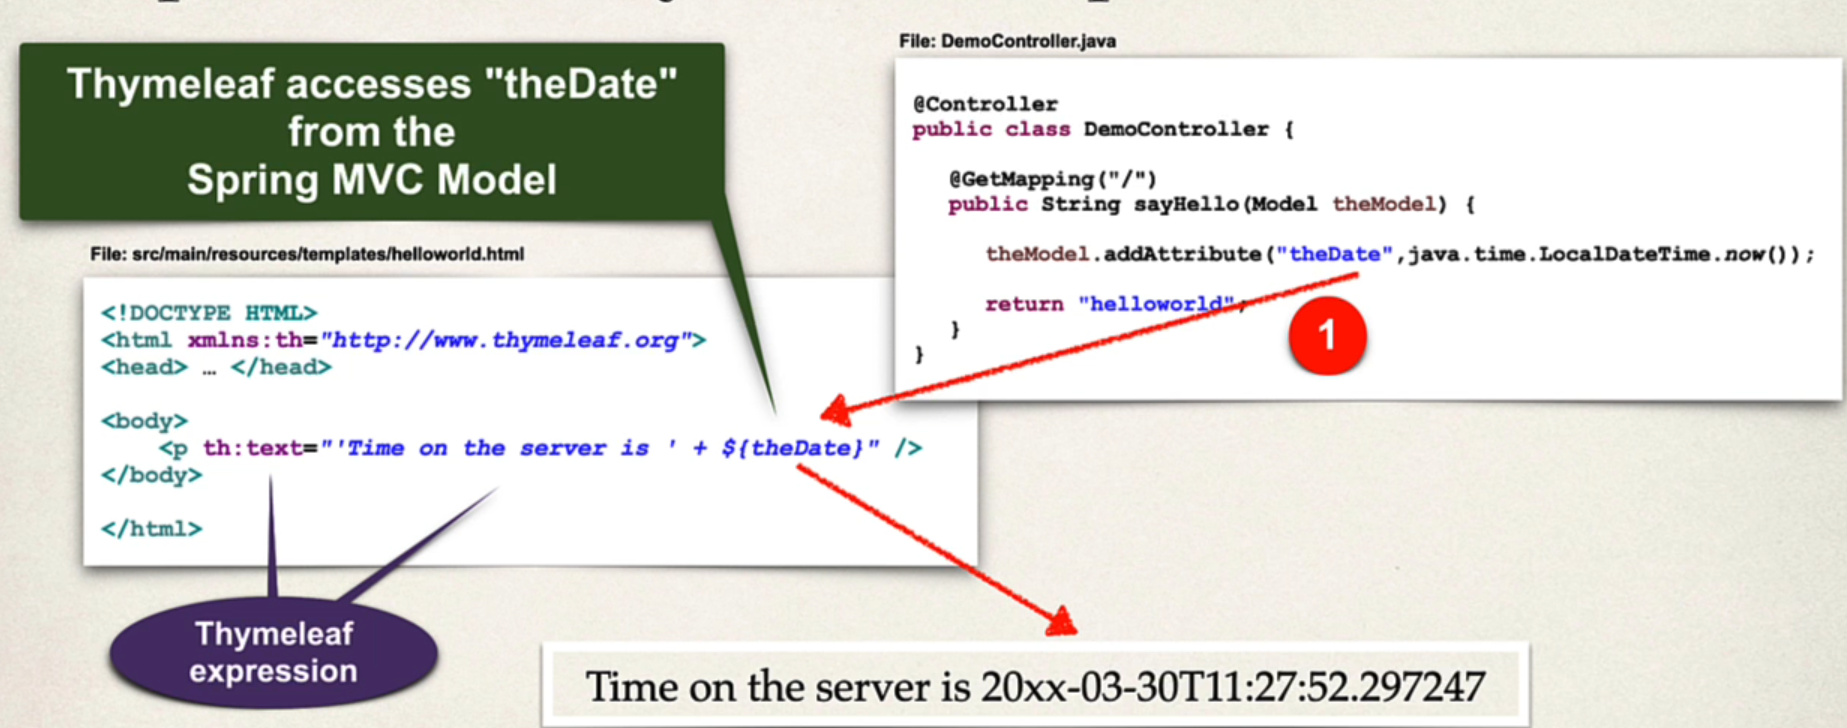 Thymeleaf accesses "theDate"
from the
Spring MVC Model
File: DemoController.java
@Controller
public class DemoController {
@GetMapping("/")
public String sayHello(Model theModel) {
theModel.addAttribute("theDate",java.time.LocalDateTime.now());
return "helloworld";
}
}
1
File: src/main/resources/templates/helloworld.html
<!DOCTYPE HTML>
<html xmlns:th="http://www.thymeleaf.org">
<head> … </head>
<body>
<p th:text="'Time on the server is ' + ${theDate}" />
</body>
</html>
Thymeleaf
expression
Time on the server is 20xx-03-30T11:27:52.297247